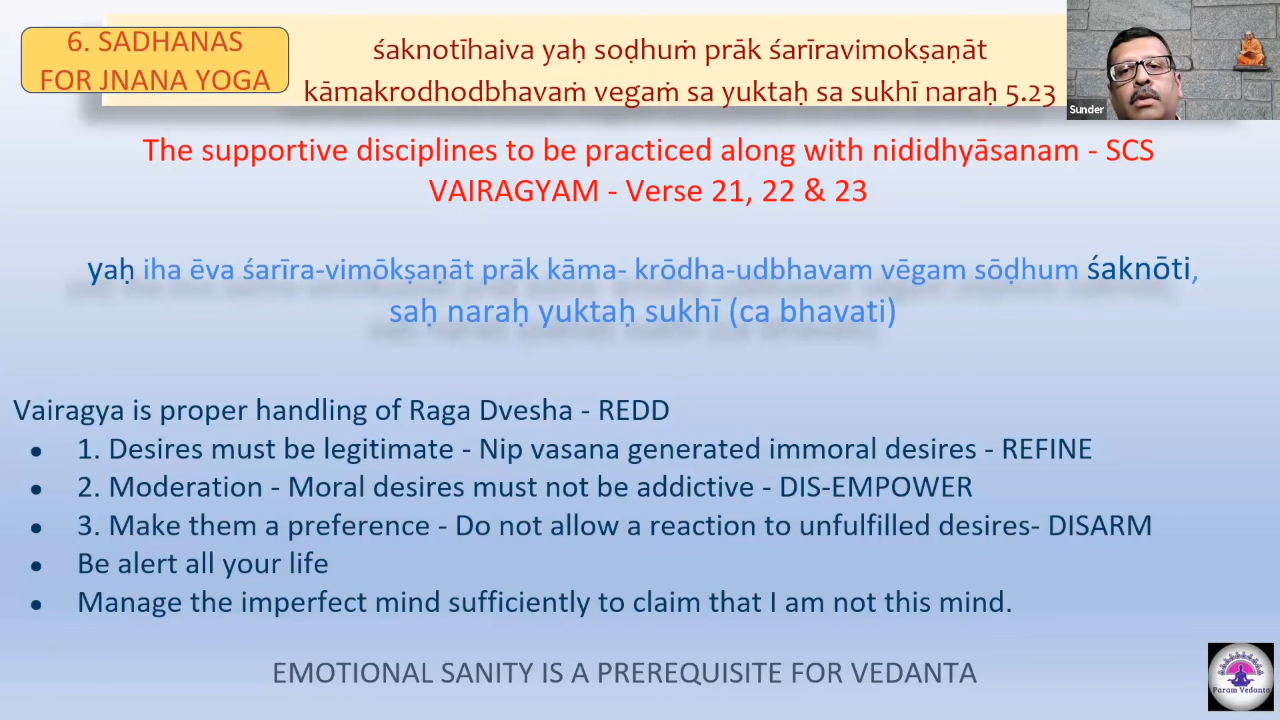 6. SADHANAS
FOR JNANA YOGA
śaknotīhaiva yaḥ soḍhuṁ prāk śarīravimokṣaṇāt
kāmakrodhodbhavaṁ vegaṁ sa yuktaḥ sa sukhī naraḥ 5.23
Sunder
The supportive disciplines to be practiced along with nididhyāsanam - SCS
VAIRAGYAM - Verse 21, 22 & 23
yaḥ iha ēva śarīra-vimōkṣaṇāt prāk kāma- krōdha-udbhavam vēgam sōḍhum śaknōti,
saḥ naraḥ yuktaḥ sukhī (ca bhavati)
Vairagya is proper handling of Raga Dvesha - REDD
• 1. Desires must be legitimate - Nip vasana generated immoral desires - REFINE
• 2. Moderation - Moral desires must not be addictive - DIS-EMPOWER
• 3. Make them a preference - Do not allow a reaction to unfulfilled desires- DISARM
• Be alert all your life
• Manage the imperfect mind sufficiently to claim that I am not this mind.
EMOTIONAL SANITY IS A PREREQUISITE FOR VEDANTA
Param Vedanta